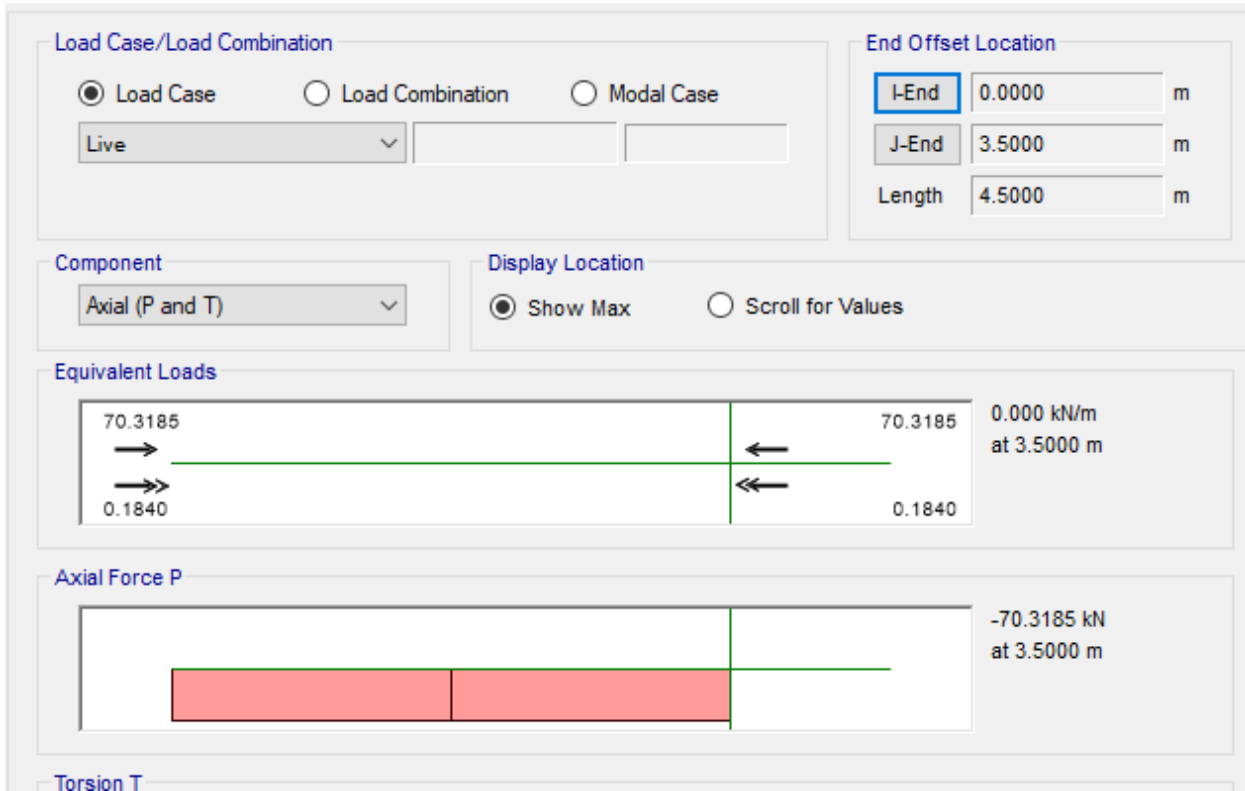 Load Case/Load Combination
Load Case
Load Combination
Modal Case
Live
End Offset Location
I-End
0.0000
m
J-End
3.5000
m
Length
4.5000
m
Component
Axial (P and T)
Display Location
Show Max
Scroll for Values
Equivalent Loads
70.3185
70.3185
0.1840
0.1840
0.000 kN/m
at 3.5000 m
Axial Force P
-70.3185 kN
at 3.5000 m
Torsion T